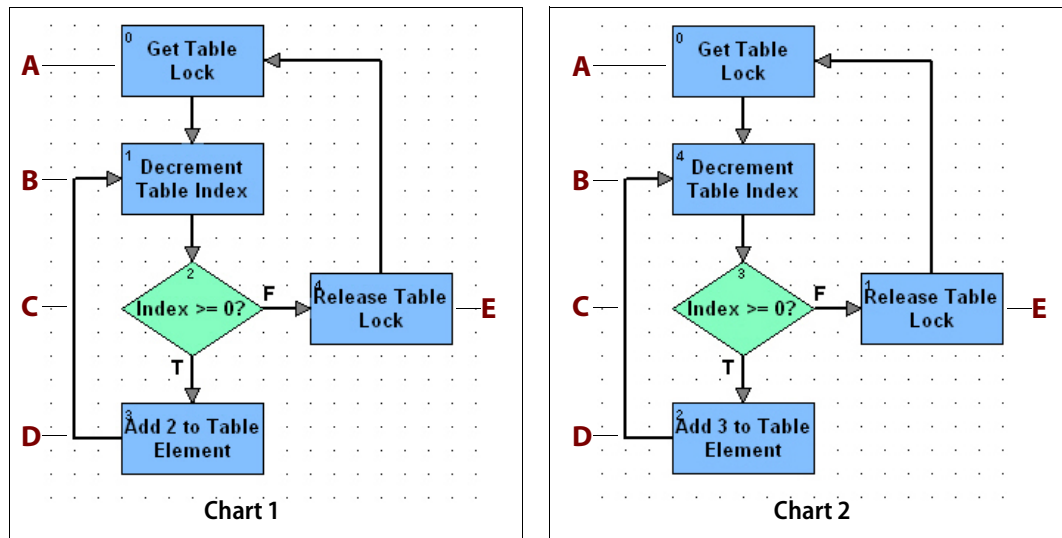 0
Get Table
Lock
A
1
Decrement
Table Index
B
2
Index >= 0?
C
F
T
4
Release Table
Lock
E
3
Add 2 to Table
Element
D
Chart 1
0
Get Table
Lock
A
4
Decrement
Table Index
B
3
Index >= 0?
C
F
T
1
Release Table
Lock
E
2
Add 3 to Table
Element
D
Chart 2